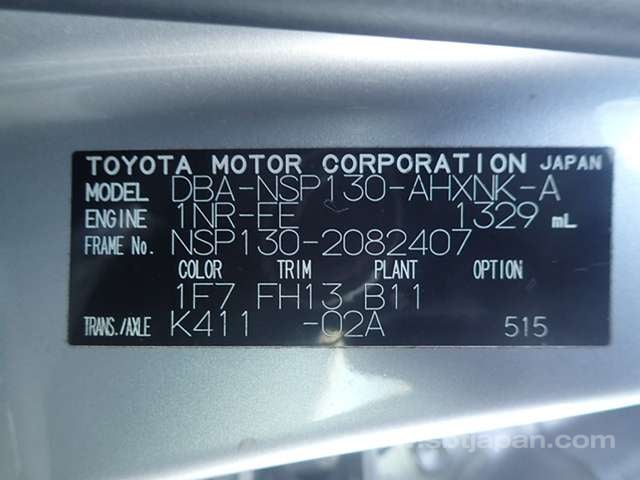 TOYOTA MOTOR CORPORATION JAPAN
MODEL DBA-NSP130-AHXNK-A
ENGINE 1NR-EE 1329 mL
FRAME No. NSP130-2082407
COLOR TRIM PLANT OPTION
1F7 FH13 B11
TRANS./AXLE K411 -02A 515
sbtjapan.com